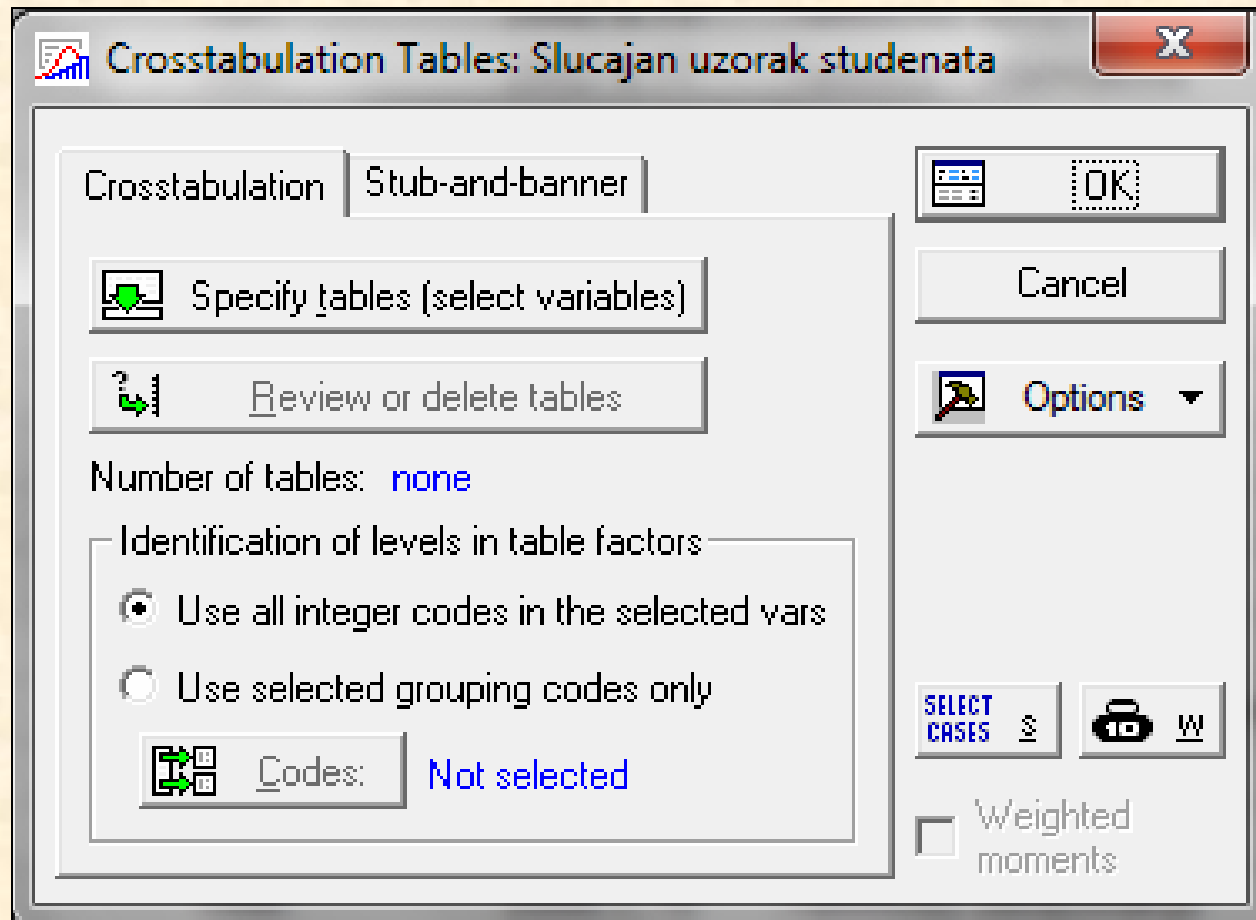 Crosstabulation Tables: Slucajan uzorak studenata
Crosstabulation
Stub-and-banner
Specify tables (select variables)
Review or delete tables
Number of tables: none
Identification of levels in table factors
Use all integer codes in the selected vars
Use selected grouping codes only
Codes: Not selected
OK
Cancel
Options
SELECT
CASES S
10 W
Weighted
moments